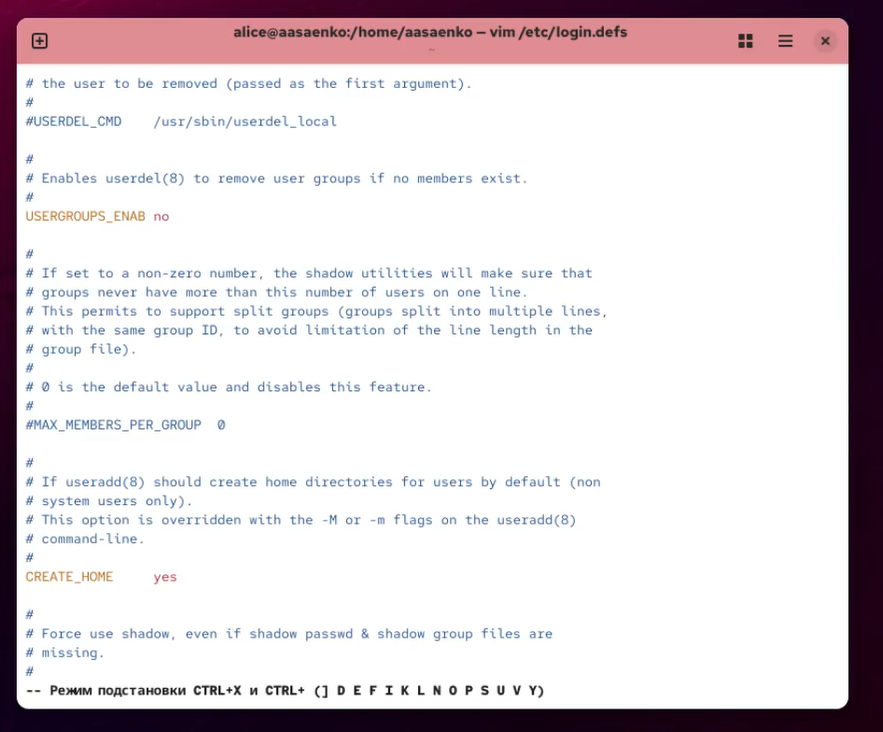 alice@aasaenko:/home/aasaenko — vim /etc/login.defs
~
# the user to be removed (passed as the first argument).
#
#USERDEL_CMD    /usr/sbin/userdel_local

#
# Enables userdel(8) to remove user groups if no members exist.
#
USERGROUPS_ENAB no

#
# If set to a non-zero number, the shadow utilities will make sure that
# groups never have more than this number of users on one line.
# This permits to support split groups (groups split into multiple lines,
# with the same group ID, to avoid limitation of the line length in the
# group file).
#
# 0 is the default value and disables this feature.
#
#MAX_MEMBERS_PER_GROUP  0

#
# If useradd(8) should create home directories for users by default (non
# system users only).
# This option is overridden with the -M or -m flags on the useradd(8)
# command-line.
#
CREATE_HOME     yes

#
# Force use shadow, even if shadow passwd & shadow group files are
# missing.
#
-- Режим подстановки CTRL+X и CTRL+ (] D E F I K L N O P S U V Y)